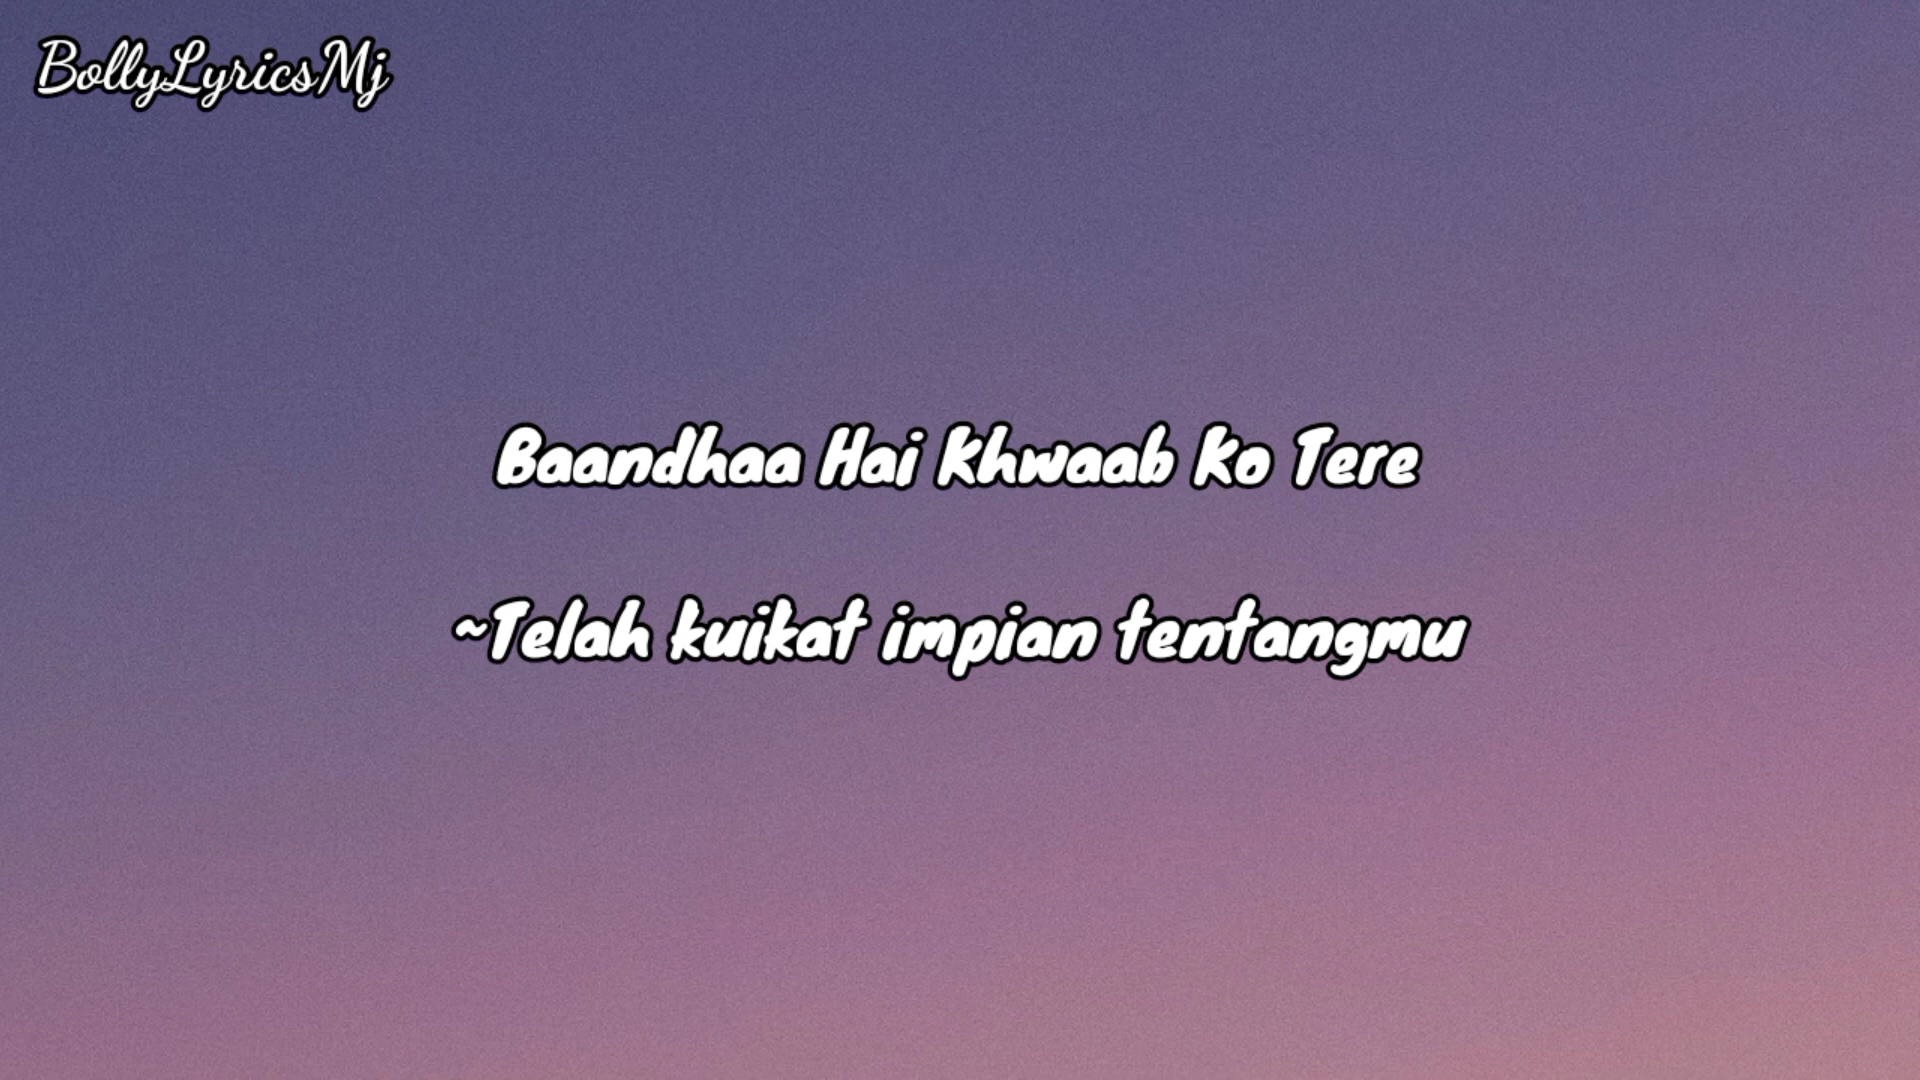 BollyLyricsMj
Baandhaa Hai Khwaab Ko Tere
~Telah kuikat impian tentangmu